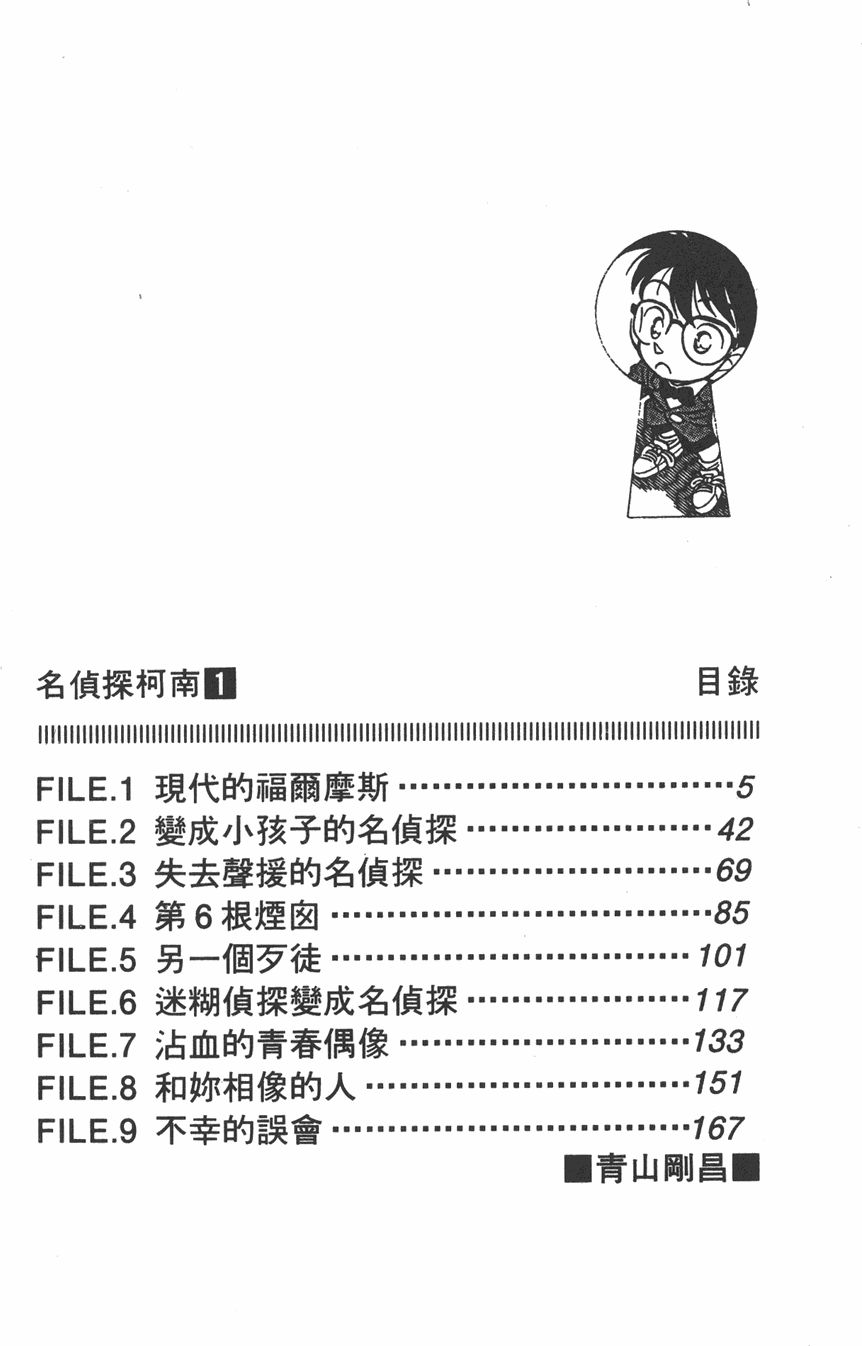 名偵探柯南1 目錄
FILE.1 現代的福爾摩斯…………………………5
FILE.2 變成小孩子的名偵探…………………42
FILE.3 失去聲援的名偵探……………………69
FILE.4 第6根煙囪……………………………85
FILE.5 另一個歹徒……………………………101
FILE.6 迷糊偵探變成名偵探…………………117
FILE.7 沾血的青春偶像………………………133
FILE.8 和妳相像的人…………………………151
FILE.9 不幸的誤會……………………………167
■青山剛昌■